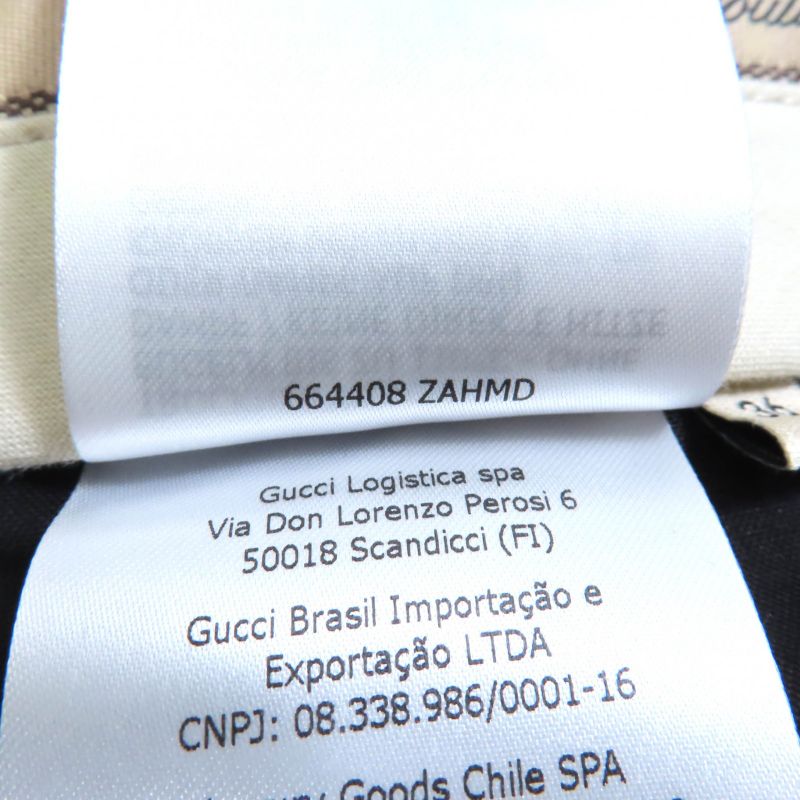 664408 ZAHMD
Gucci Logistica spa
Via Don Lorenzo Perosi 6
50018 Scandicci (FI)
Gucci Brasil Importação e
Exportação LTDA
CNPJ: 08.338.986/0001-16
Goods Chile SPA